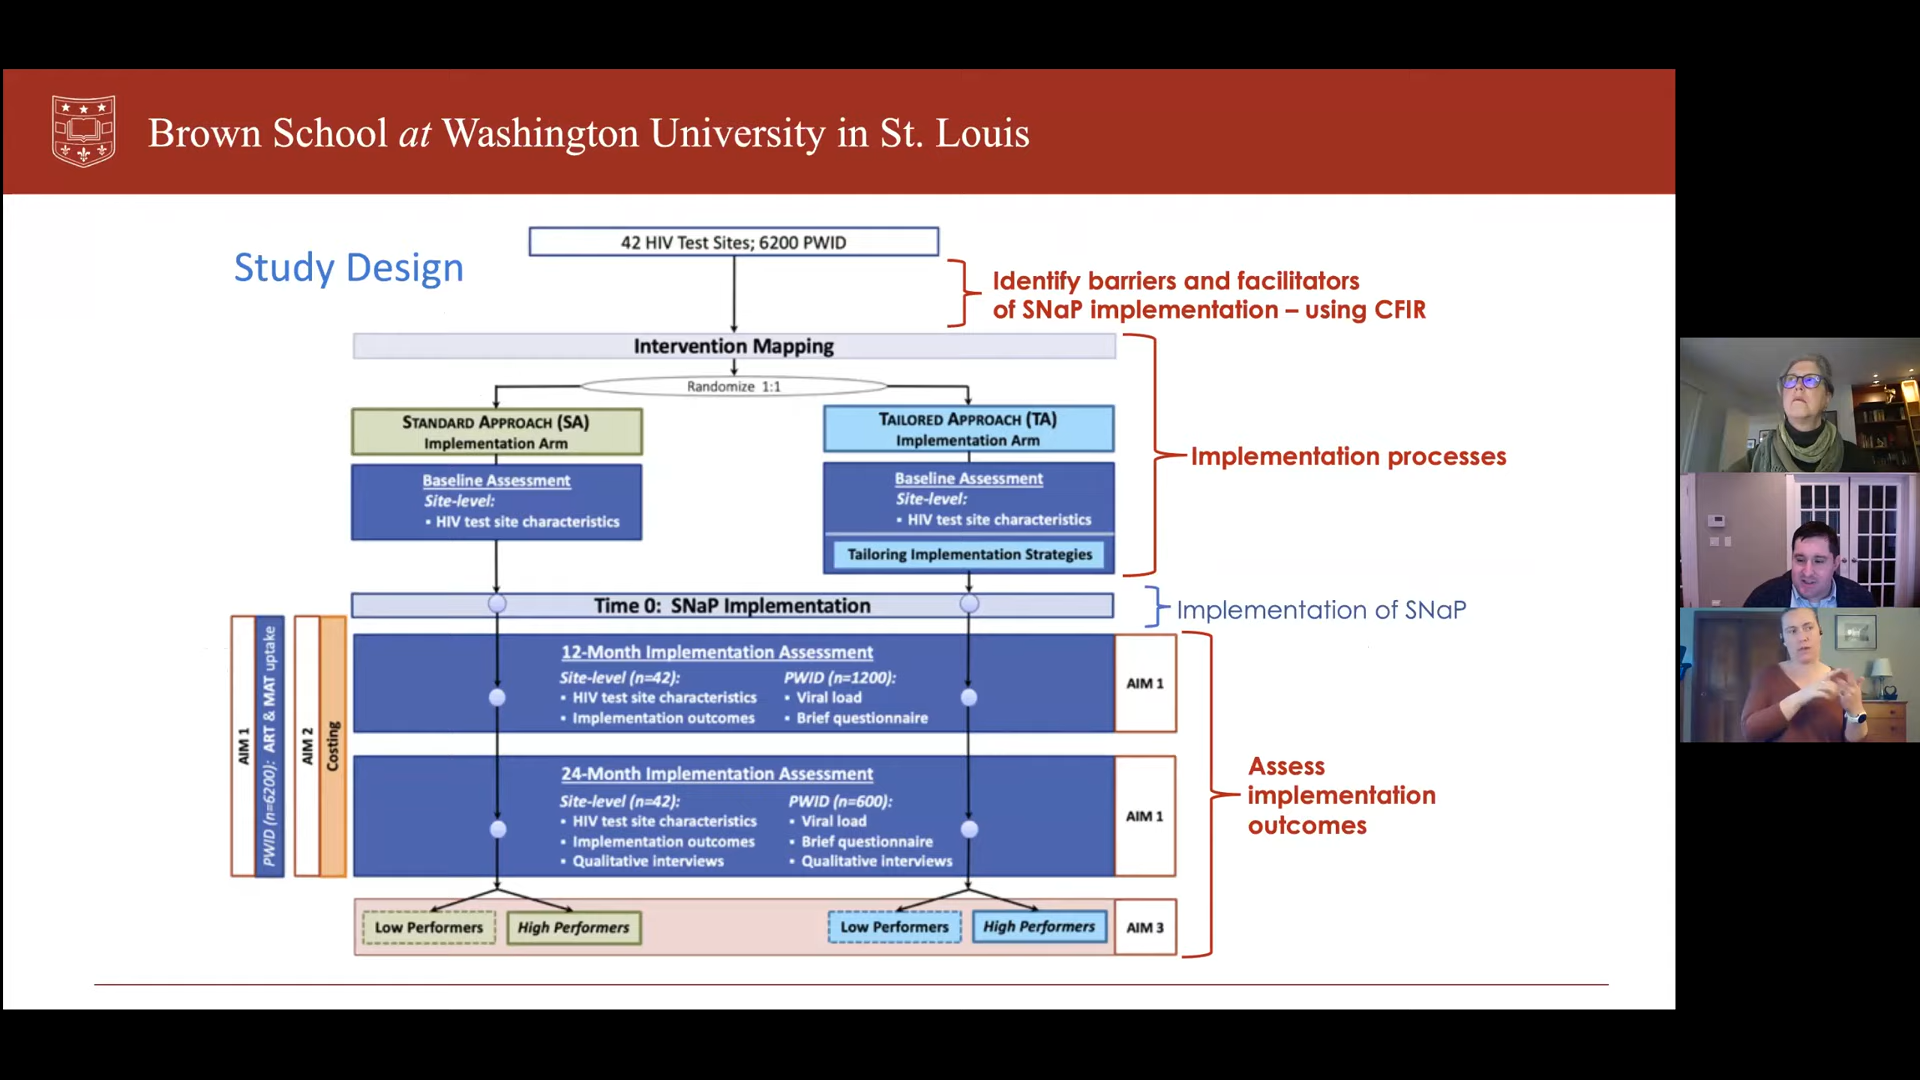 Brown School at Washington University in St. Louis
Study Design
42 HIV Test Sites; 6200 PWID
Identify barriers and facilitators
of SNaP implementation – using CFIR
Intervention Mapping
Randomize 1:1
STANDARD APPROACH (SA)
Implementation Arm
TAILORED APPROACH (TA)
Implementation Arm
Baseline Assessment
Site-level:
▪ HIV test site characteristics
Baseline Assessment
Site-level:
▪ HIV test site characteristics
Tailoring Implementation Strategies
Implementation processes
Time 0: SNaP Implementation
Implementation of SNaP
AIM 1
PWID (n=6200): ART & MAT uptake
AIM 2
Costing
12-Month Implementation Assessment
Site-level (n=42):
▪ HIV test site characteristics
▪ Implementation outcomes
PWID (n=1200):
▪ Viral load
▪ Brief questionnaire
AIM 1
24-Month Implementation Assessment
Site-level (n=42):
▪ HIV test site characteristics
▪ Implementation outcomes
▪ Qualitative interviews
PWID (n=600):
▪ Viral load
▪ Brief questionnaire
▪ Qualitative interviews
AIM 1
Assess
implementation
outcomes
Low Performers
High Performers
Low Performers
High Performers
AIM 3